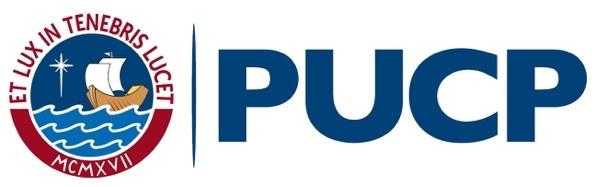 ET LUX IN TENEBRIS LUCET
MCMXVII
PUCP